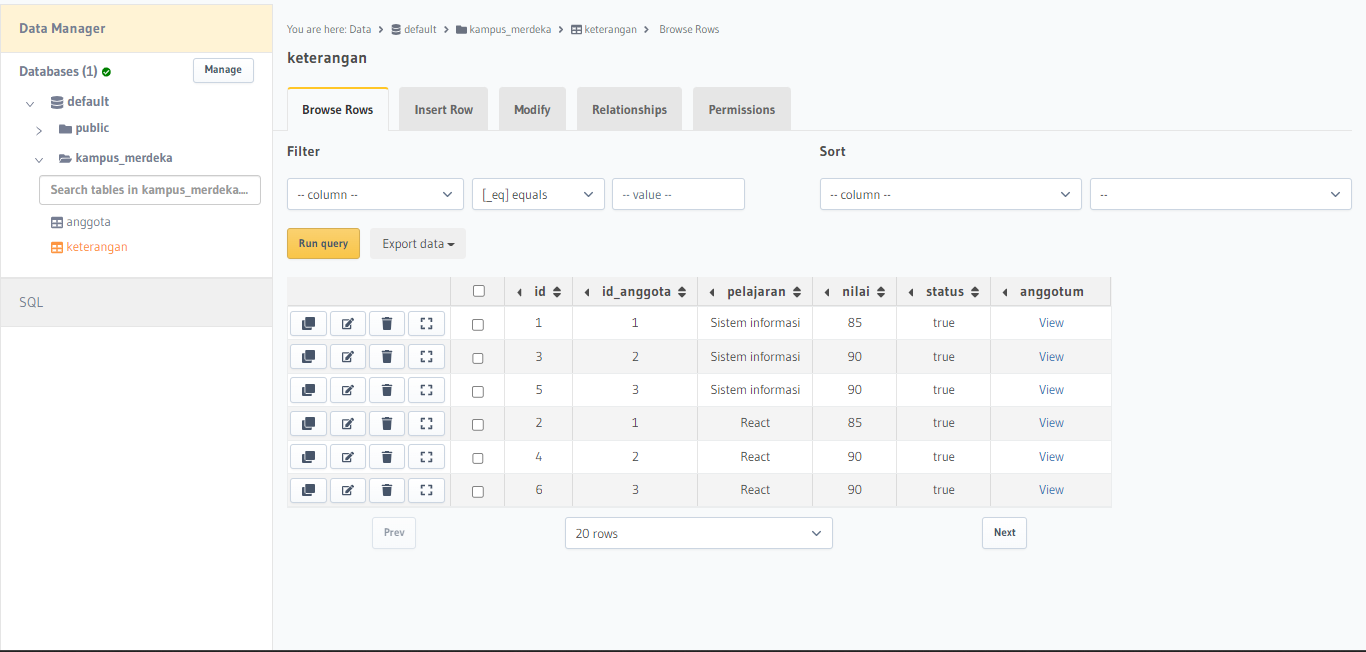 Data Manager
Databases (1)
Manage
default
public
kampus_merdeka
Search tables in kampus_merdeka....
anggota
keterangan
SQL
You are here: Data > default > kampus_merdeka > keterangan > Browse Rows
keterangan
Browse Rows Insert Row Modify Relationships Permissions
Filter Sort
-- column -- [_eq] equals -- value -- -- column -- --
Run query Export data
id id_anggota pelajaran nilai status anggotum
1 1 Sistem informasi 85 true View
3 2 Sistem informasi 90 true View
5 3 Sistem informasi 90 true View
2 1 React 85 true View
4 2 React 90 true View
6 3 React 90 true View
Prev 20 rows Next